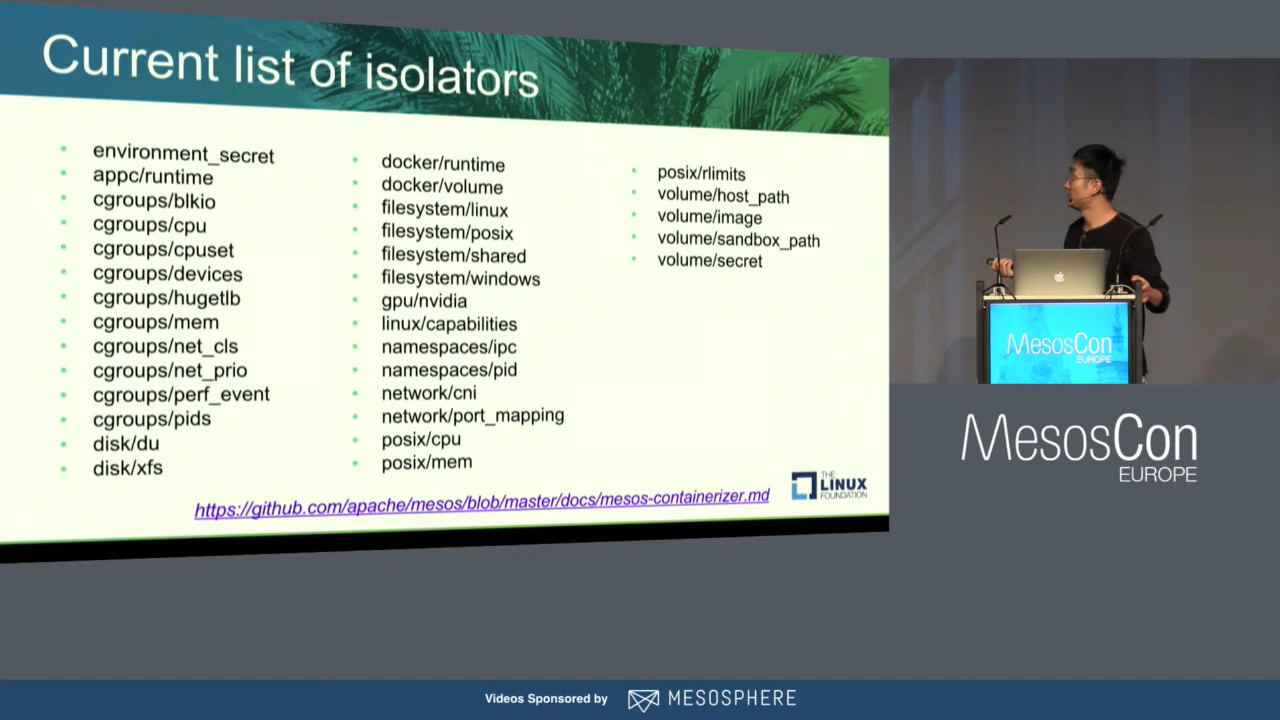 Current list of isolators
environment_secret
appc/runtime
cgroups/blkio
cgroups/cpu
cgroups/cpuset
cgroups/devices
cgroups/hugetlb
cgroups/mem
cgroups/net_cls
cgroups/net_prio
cgroups/perf_event
cgroups/pids
disk/du
disk/xfs
docker/runtime
docker/volume
filesystem/linux
filesystem/posix
filesystem/shared
filesystem/windows
gpu/nvidia
linux/capabilities
namespaces/ipc
namespaces/pid
network/cni
network/port_mapping
posix/cpu
posix/mem
posix/rlimits
volume/host_path
volume/image
volume/sandbox_path
volume/secret
https://github.com/apache/mesos/blob/master/docs/mesos-containerizer.md
THE
LINUX
FOUNDATION
MesosCon
EUROPE
MesosCon
EUROPE
Videos Sponsored by
MESOSPHERE